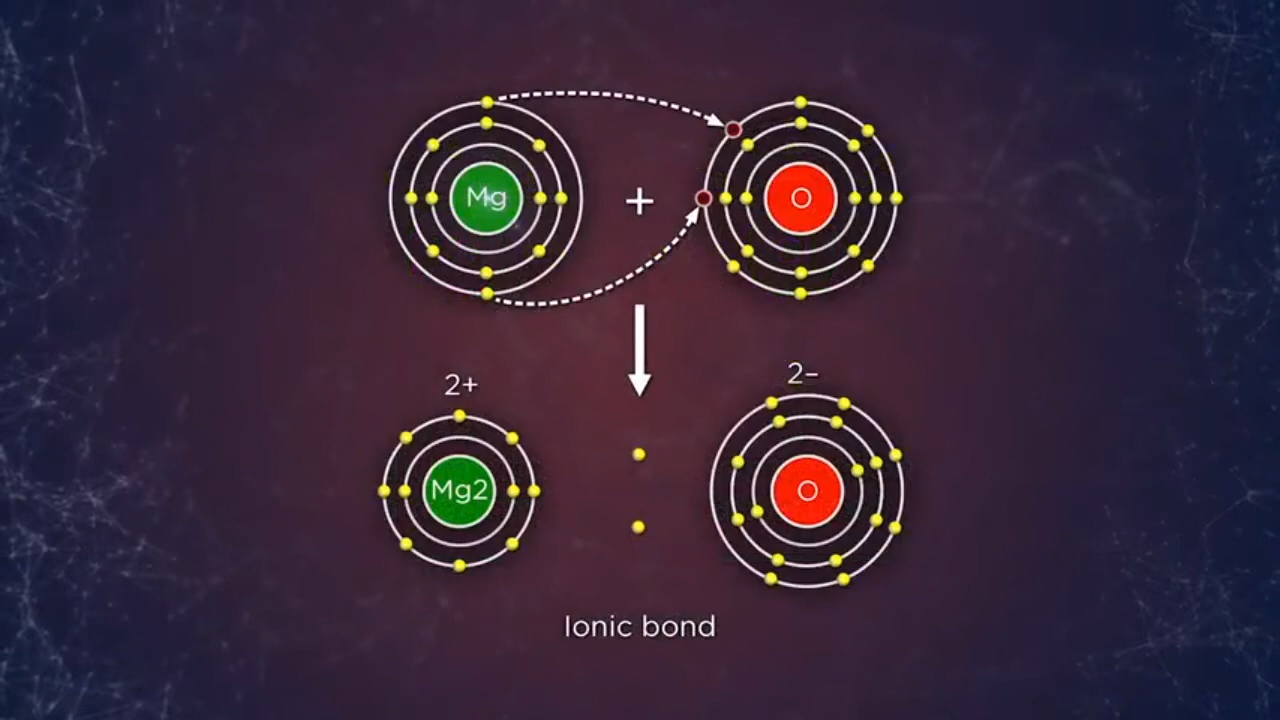 Mg
+
O
2+
2–
Mg2
O
Ionic bond